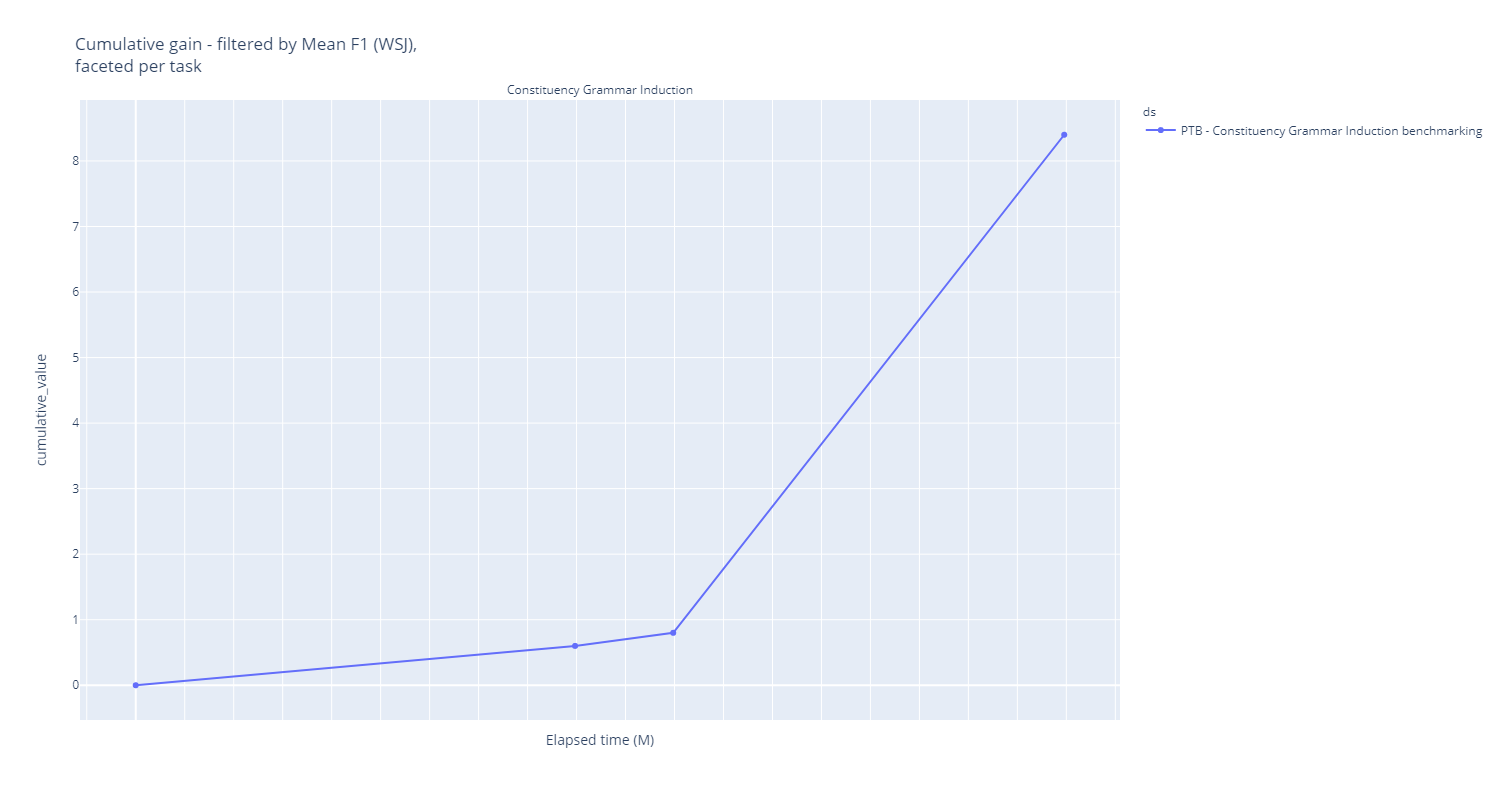 Cumulative gain - filtered by Mean F1 (WSJ),
faceted per task
Constituency Grammar Induction
ds
PTB - Constituency Grammar Induction benchmarking
8
7
6
5
4
3
2
1
0
cumulative_value
Elapsed time (M)